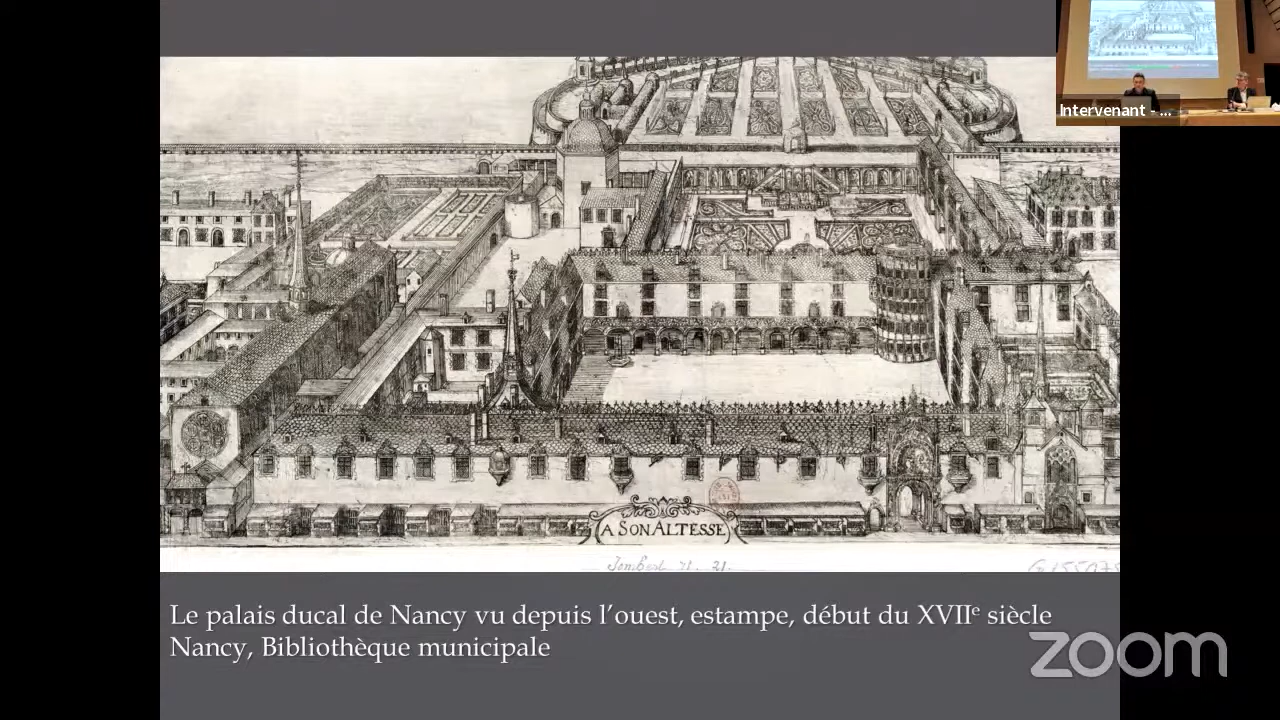 Intervenant - ...
A SON ALTESSE
Jombert
Le palais ducal de Nancy vu depuis l'ouest, estampe, début du XVIIe siècle
Nancy, Bibliothèque municipale
zoom